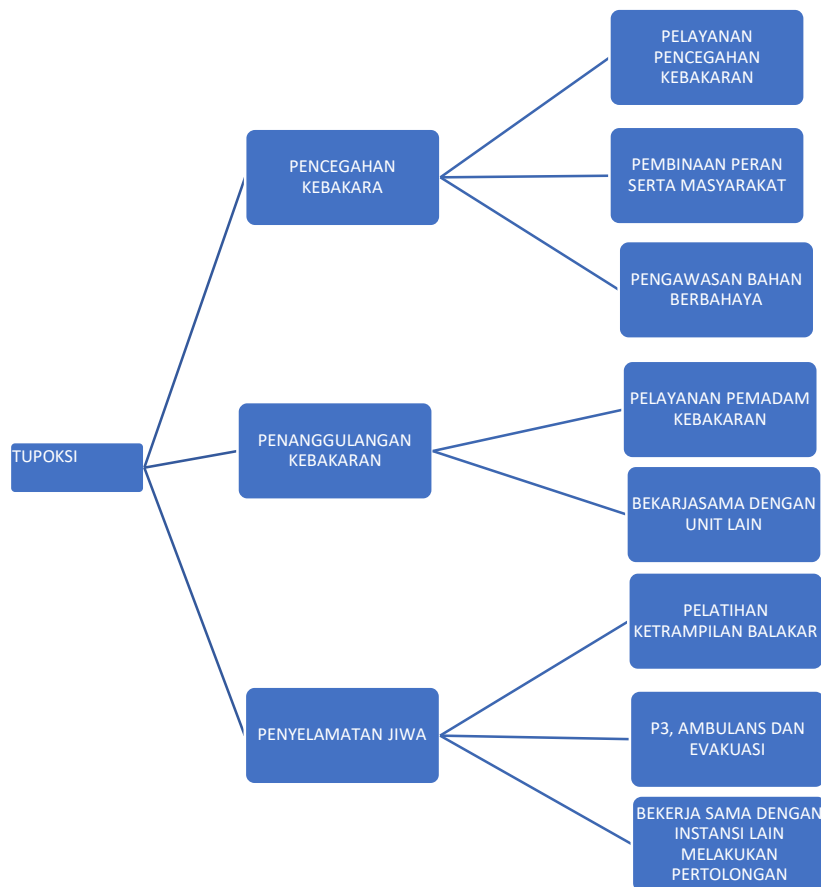 TUPOKSI
PENCEGAHAN
KEBAKARA
PELAYANAN
PENCEGAHAN
KEBAKARAN
PEMBINAAN PERAN
SERTA MASYARAKAT
PENGAWASAN BAHAN
BERBAHAYA
PENANGGULANGAN
KEBAKARAN
PELAYANAN PEMADAM
KEBAKARAN
BEKARJASAMA DENGAN
UNIT LAIN
PENYELAMATAN JIWA
PELATIHAN
KETRAMPILAN BALAKAR
P3, AMBULANS DAN
EVAKUASI
BEKERJA SAMA DENGAN
INSTANSI LAIN
MELAKUKAN
PERTOLONGAN